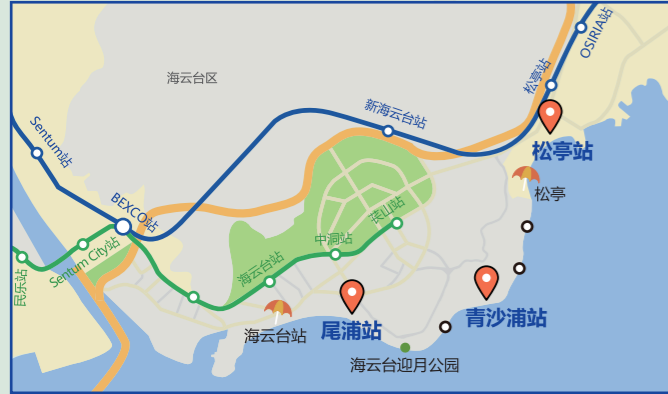 OSIRIA站
松亭站
海云台区
新海云台站
Sentum站
松亭站
松亭
BEXCO站
苌山站
中洞站
Sentum City站
海云台站
民乐站
青沙浦站
尾浦站
海云台站
海云台迎月公园